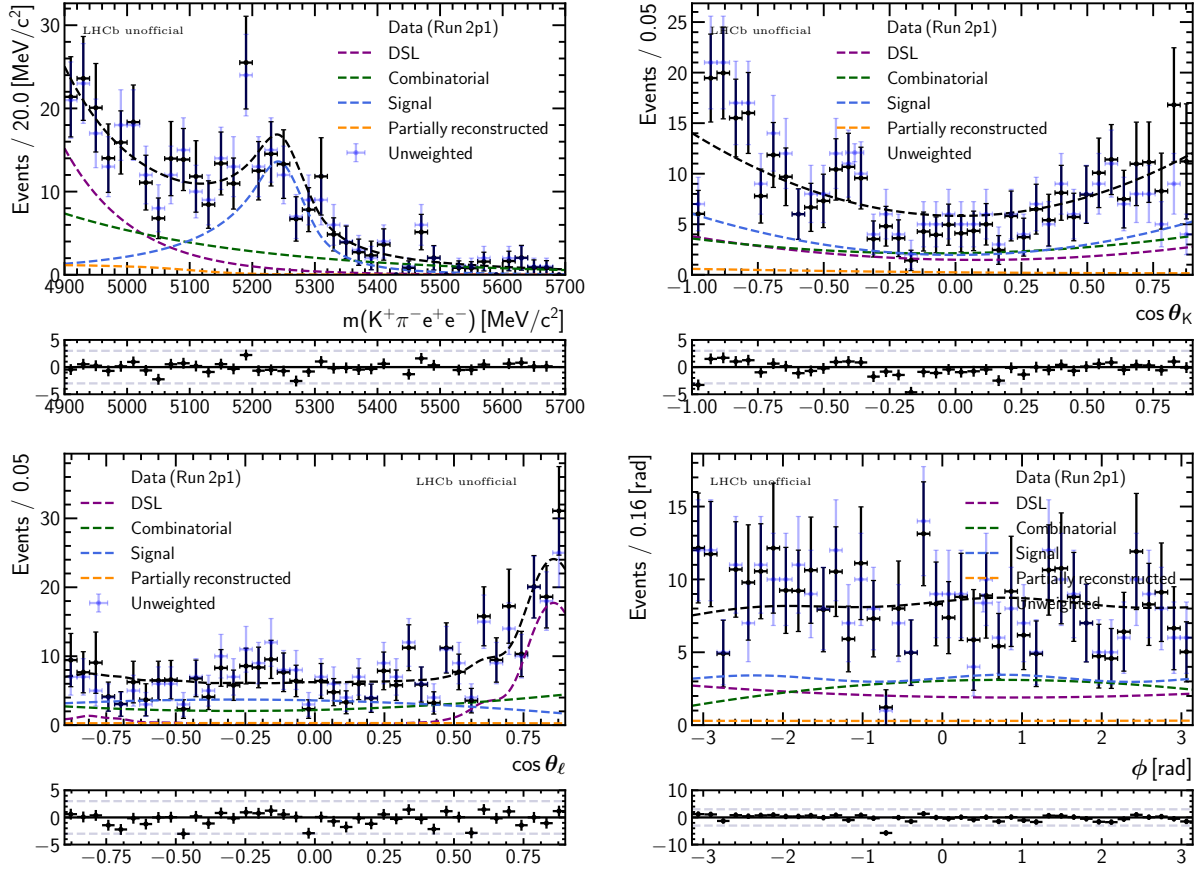 Events / 20.0 [MeV/c²]
30
20
10
0
LHCb unofficial
Data (Run 2p1)
DSL
Combinatorial
Signal
Partially reconstructed
Unweighted
4900 5000 5100 5200 5300 5400 5500 5600 5700
m(K⁺π⁻e⁺e⁻) [MeV/c²]
5
0
−5
4900 5000 5100 5200 5300 5400 5500 5600 5700
Events / 0.05
25
20
15
10
5
0
LHCb unofficial
Data (Run 2p1)
DSL
Combinatorial
Signal
Partially reconstructed
Unweighted
−1.00 −0.75 −0.50 −0.25 0.00 0.25 0.50 0.75
cos θ_K
5
0
−5
−1.00 −0.75 −0.50 −0.25 0.00 0.25 0.50 0.75
Events / 0.05
30
20
10
0
Data (Run 2p1)
DSL
Combinatorial
Signal
Partially reconstructed
Unweighted
LHCb unofficial
−0.75 −0.50 −0.25 0.00 0.25 0.50 0.75
cos θ_ℓ
5
0
−5
−0.75 −0.50 −0.25 0.00 0.25 0.50 0.75
Events / 0.16 [rad]
15
10
5
0
LHCb unofficial
Data (Run 2p1)
DSL
Combinatorial
Signal
Partially reconstructed
Unweighted
−3 −2 −1 0 1 2 3
ϕ [rad]
10
0
−10
−3 −2 −1 0 1 2 3